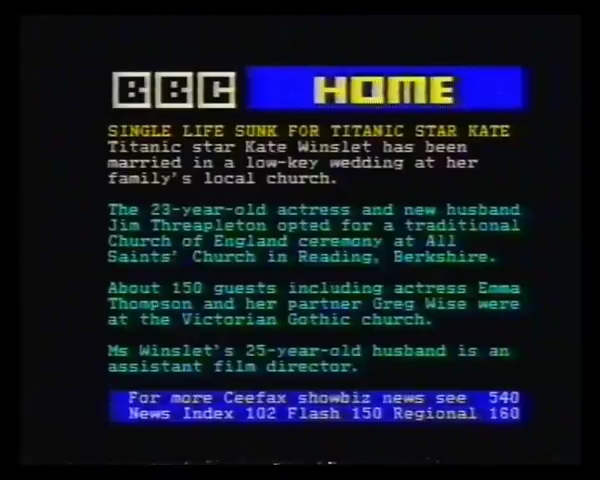 BBC HOME
SINGLE LIFE SUNK FOR TITANIC STAR KATE
Titanic star Kate Winslet has been
married in a low-key wedding at her
family's local church.
The 23-year-old actress and new husband
Jim Threapleton opted for a traditional
Church of England ceremony at All
Saints' Church in Reading, Berkshire.
About 150 guests including actress Emma
Thompson and her partner Greg Wise were
at the Victorian Gothic church.
Ms Winslet's 25-year-old husband is an
assistant film director.
For more Ceefax showbiz news see 540
News Index 102 Flash 150 Regional 160